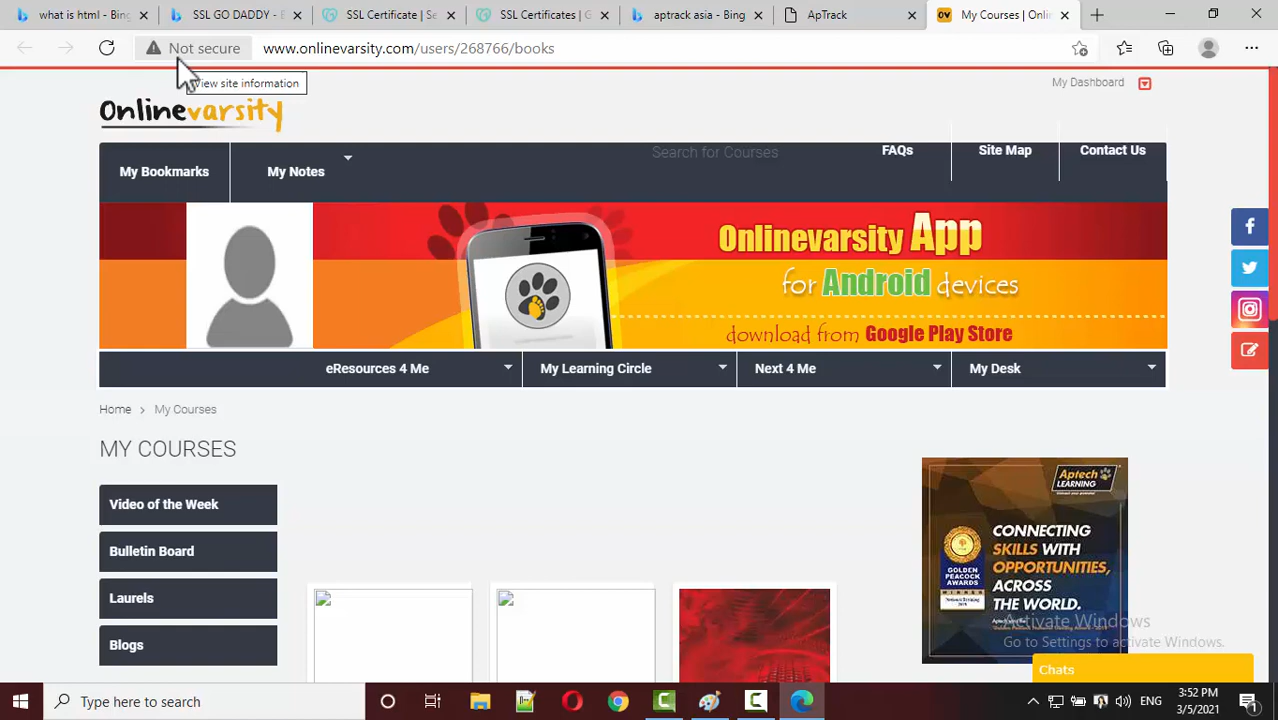 what is html - Bing
SSL GO DADDY - B
SSL Certificate | Se
SSL Certificates | G
aptrack asia - Bing
ApTrack
My Courses | Onli
Not secure
www.onlinevarsity.com/users/268766/books
View site information
My Dashboard
Onlinevarsity
My Bookmarks
My Notes
Search for Courses
FAQs
Site Map
Contact Us
Onlinevarsity App
for Android devices
download from Google Play Store
eResources 4 Me
My Learning Circle
Next 4 Me
My Desk
Home > My Courses
MY COURSES
Video of the Week
Bulletin Board
Laurels
Blogs
Aptech
LEARNING
CONNECTING
SKILLS WITH
OPPORTUNITIES,
ACROSS
THE WORLD.
GOLDEN
PEACOCK
AWARDS
Activate Windows
Go to Settings to activate Windows.
Chats
Type here to search
ENG
3:52 PM
3/5/2021